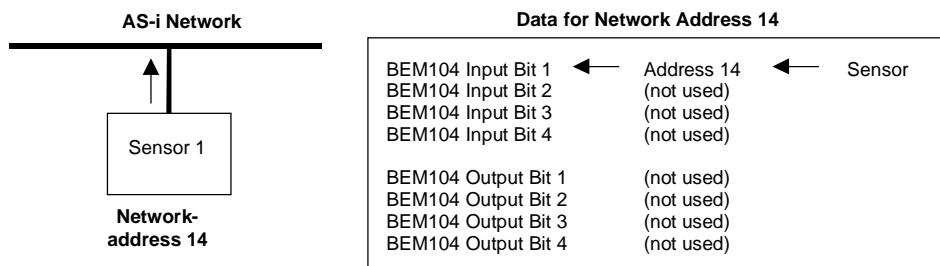 AS-i Network
Sensor 1
Network-
address 14
Data for Network Address 14
BEM104 Input Bit 1 Address 14 Sensor
BEM104 Input Bit 2 (not used)
BEM104 Input Bit 3 (not used)
BEM104 Input Bit 4 (not used)
BEM104 Output Bit 1 (not used)
BEM104 Output Bit 2 (not used)
BEM104 Output Bit 3 (not used)
BEM104 Output Bit 4 (not used)